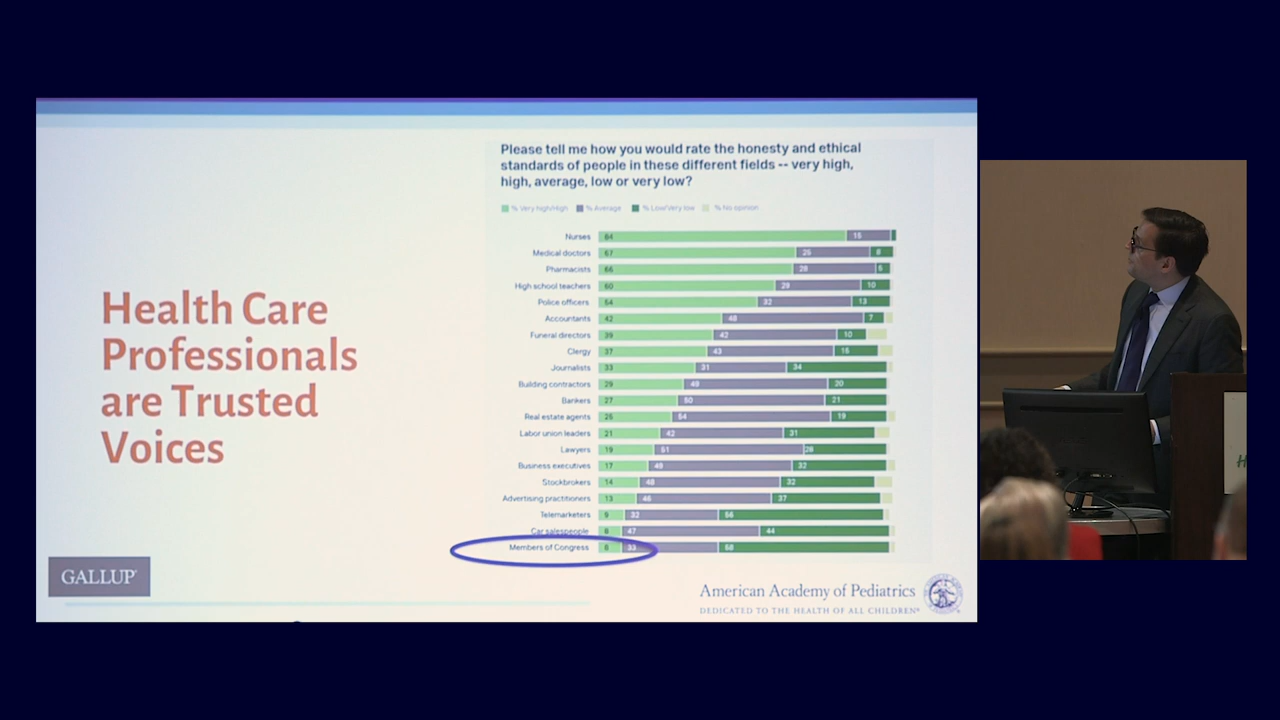 Health Care
Professionals
are Trusted
Voices
GALLUP
Please tell me how you would rate the honesty and ethical
standards of people in these different fields -- very high,
high, average, low or very low?
% Very high/High % Average % Low/Very low % No opinion
Nurses 84 15
Medical doctors 67 25 8
Pharmacists 66 28 6
High school teachers 60 29 10
Police officers 54 32 13
Accountants 42 48 7
Funeral directors 39 42 10
Clergy 37 43 15
Journalists 33 31 34
Building contractors 29 49 20
Bankers 27 50 21
Real estate agents 25 54 19
Labor union leaders 21 42 31
Lawyers 19 51 28
Business executives 17 49 32
Stockbrokers 14 48 32
Advertising practitioners 13 46 37
Telemarketers 9 32 56
Car salespeople 8 47 44
Members of Congress 8 33 58
American Academy of Pediatrics
DEDICATED TO THE HEALTH OF ALL CHILDREN®